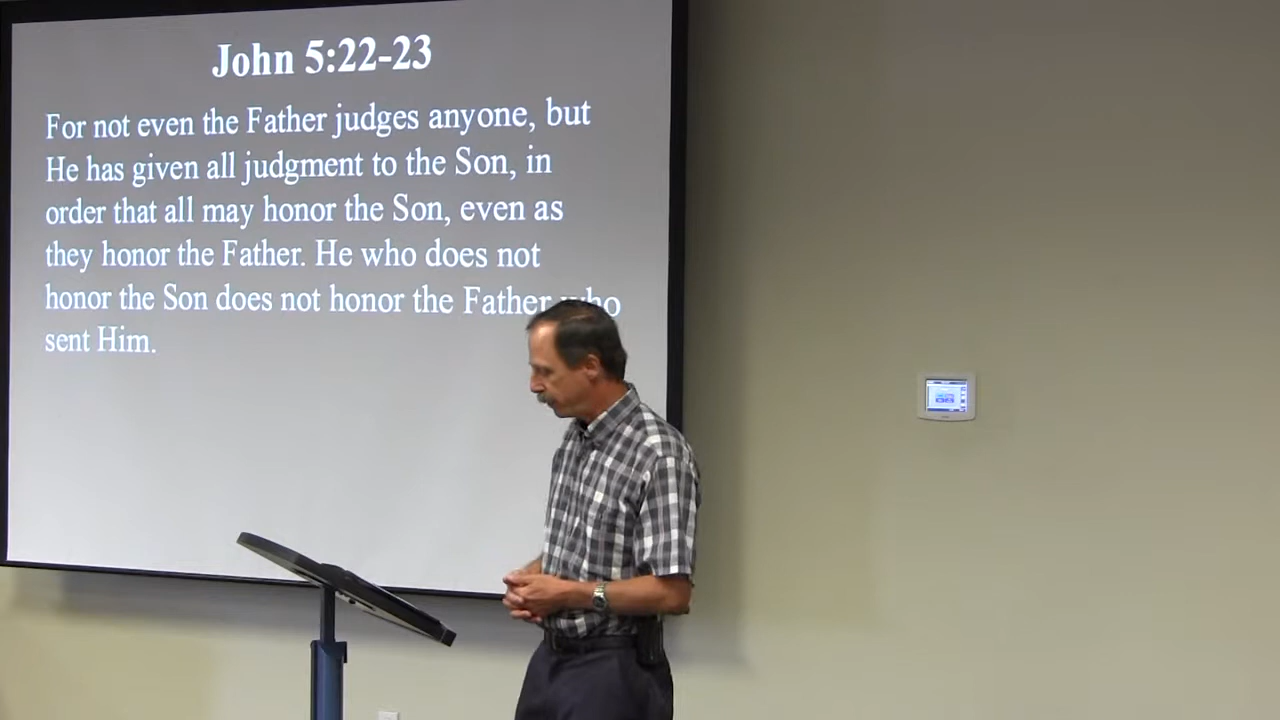 John 5:22-23
For not even the Father judges anyone, but
He has given all judgment to the Son, in
order that all may honor the Son, even as
they honor the Father. He who does not
honor the Son does not honor the Father who
sent Him.